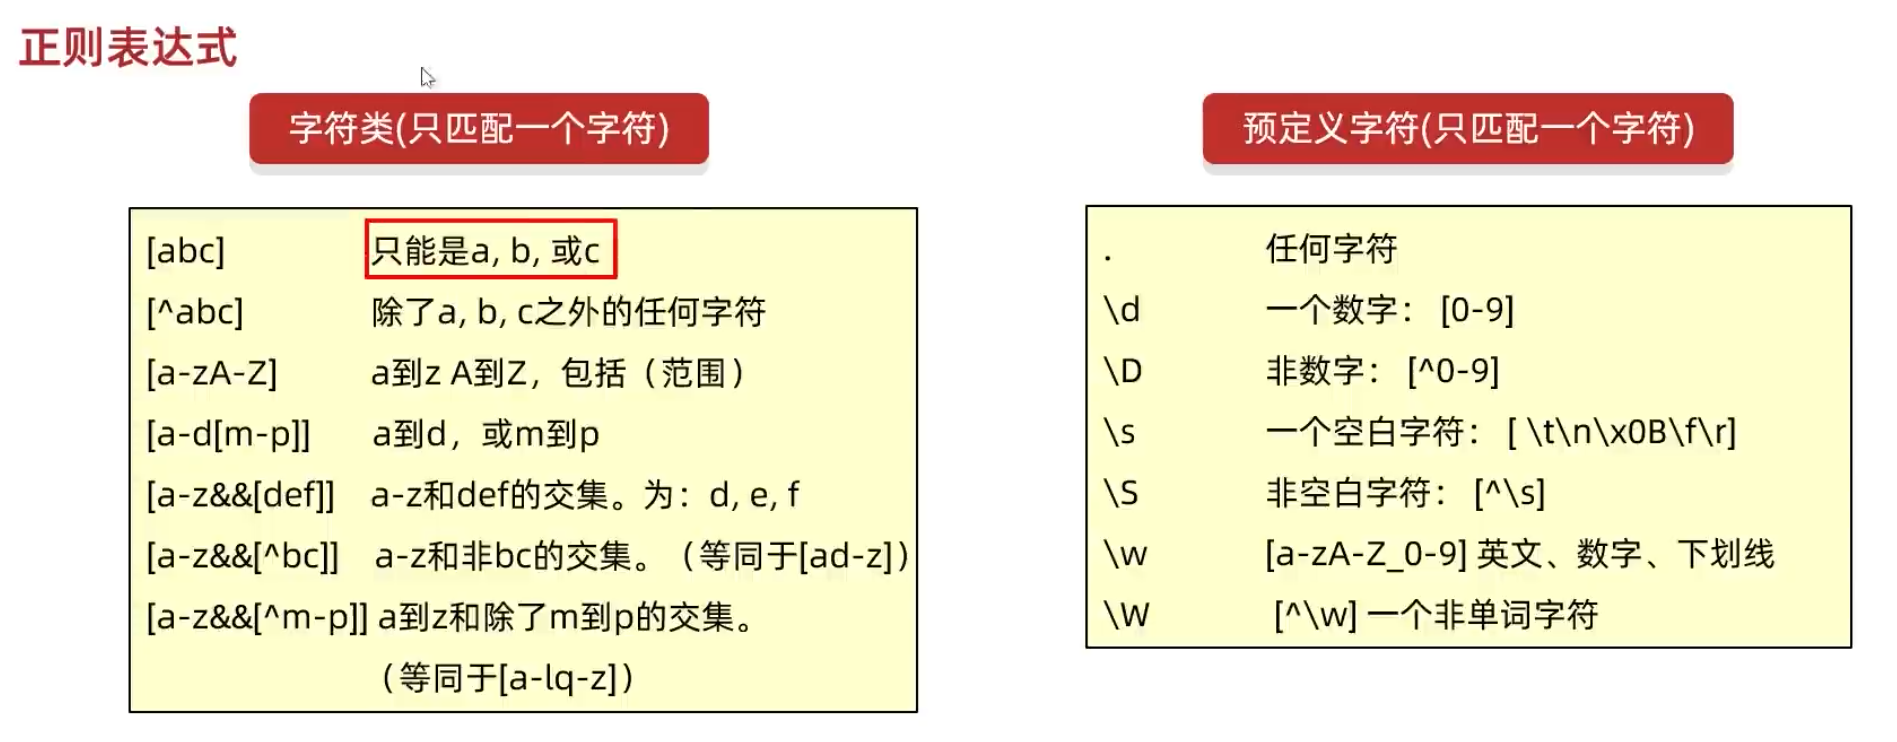 正则表达式
字符类(只匹配一个字符)
[abc] 只能是a, b, 或c
[^abc] 除了a, b, c之外的任何字符
[a-zA-Z] a到z A到Z，包括（范围）
[a-d[m-p]] a到d，或m到p
[a-z&&[def]] a-z和def的交集。为：d, e, f
[a-z&&[^bc]] a-z和非bc的交集。（等同于[ad-z]）
[a-z&&[^m-p]] a到z和除了m到p的交集。
（等同于[a-lq-z]）
预定义字符(只匹配一个字符)
. 任何字符
\d 一个数字： [0-9]
\D 非数字： [^0-9]
\s 一个空白字符： [ \t\n\x0B\f\r]
\S 非空白字符： [^\s]
\w [a-zA-Z_0-9] 英文、数字、下划线
\W [^\w] 一个非单词字符